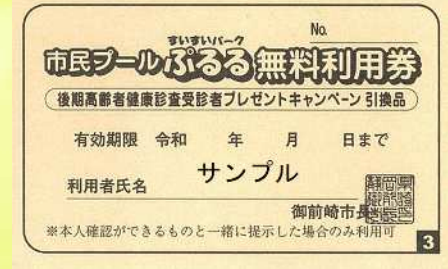 No.
すいすいパーク
市民プールぷるる無料利用券
後期高齢者健康診査受診者プレゼントキャンペーン 引換品
有効期限 令和 年 月 日まで
サンプル
利用者氏名
御前崎市長
※本人確認ができるものと一緒に提示した場合のみ利用可
3